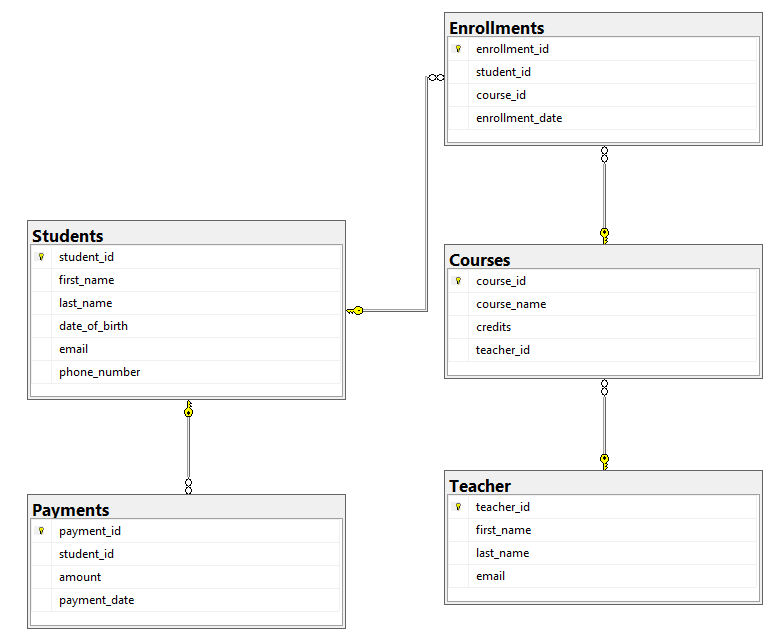 Enrollments
enrollment_id
student_id
course_id
enrollment_date
Students
student_id
first_name
last_name
date_of_birth
email
phone_number
Courses
course_id
course_name
credits
teacher_id
Payments
payment_id
student_id
amount
payment_date
Teacher
teacher_id
first_name
last_name
email